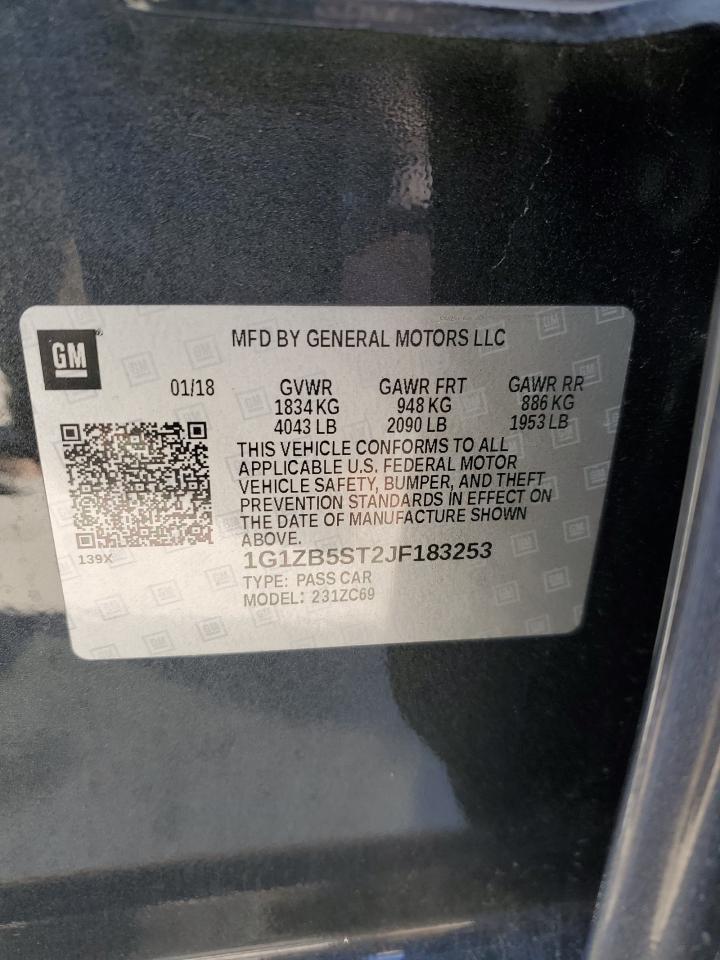 GM
MFD BY GENERAL MOTORS LLC
01/18 GVWR GAWR FRT GAWR RR
1834 KG 948 KG 886 KG
4043 LB 2090 LB 1953 LB
THIS VEHICLE CONFORMS TO ALL
APPLICABLE U.S. FEDERAL MOTOR
VEHICLE SAFETY, BUMPER, AND THEFT
PREVENTION STANDARDS IN EFFECT ON
THE DATE OF MANUFACTURE SHOWN
ABOVE.
139X
1G1ZB5ST2JF183253
TYPE: PASS CAR
MODEL: 231ZC69